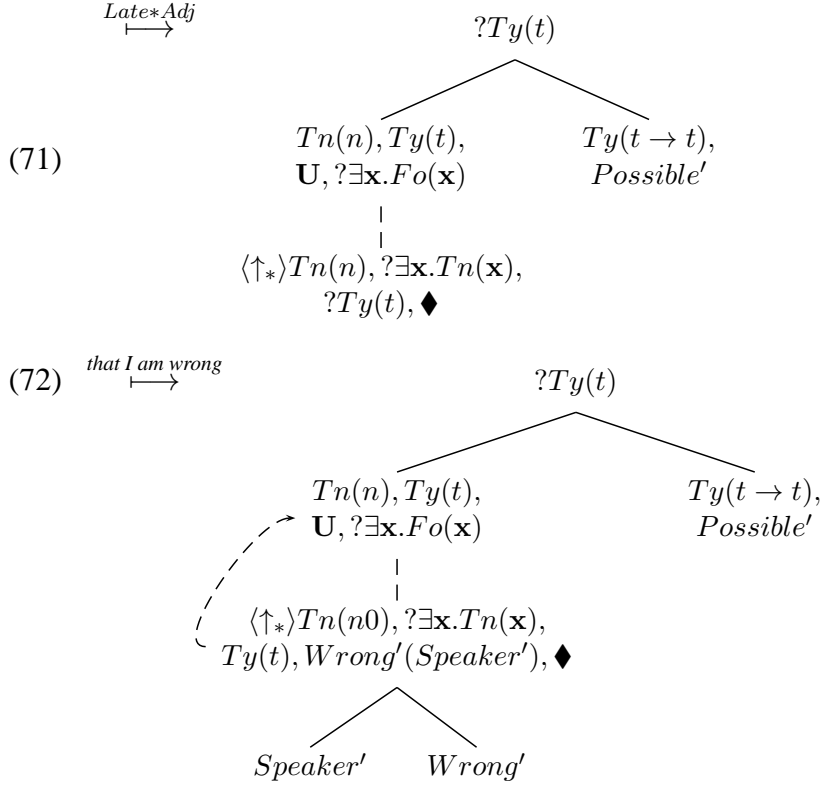 Late∗Adj
⟼ ?Ty(t)
(71) Tn(n), Ty(t), Ty(t → t),
U, ?∃x.Fo(x) Possible′
⟨↑∗⟩Tn(n), ?∃x.Tn(x),
?Ty(t), ♦
that I am wrong
(72) ⟼ ?Ty(t)
Tn(n), Ty(t), Ty(t → t),
U, ?∃x.Fo(x) Possible′
⟨↑∗⟩Tn(n0), ?∃x.Tn(x),
Ty(t), Wrong′(Speaker′), ♦
Speaker′ Wrong′